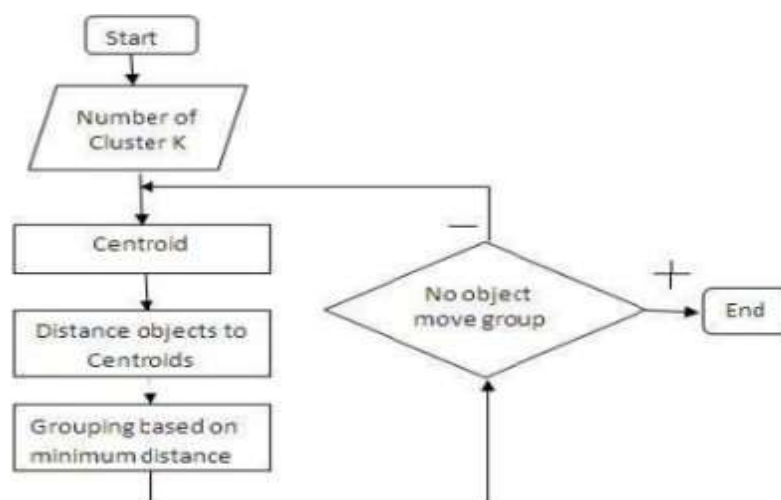 Start
Number of
Cluster K
Centroid
Distance objects to
Centroids
Grouping based on
minimum distance
—
No object
move group
+
End